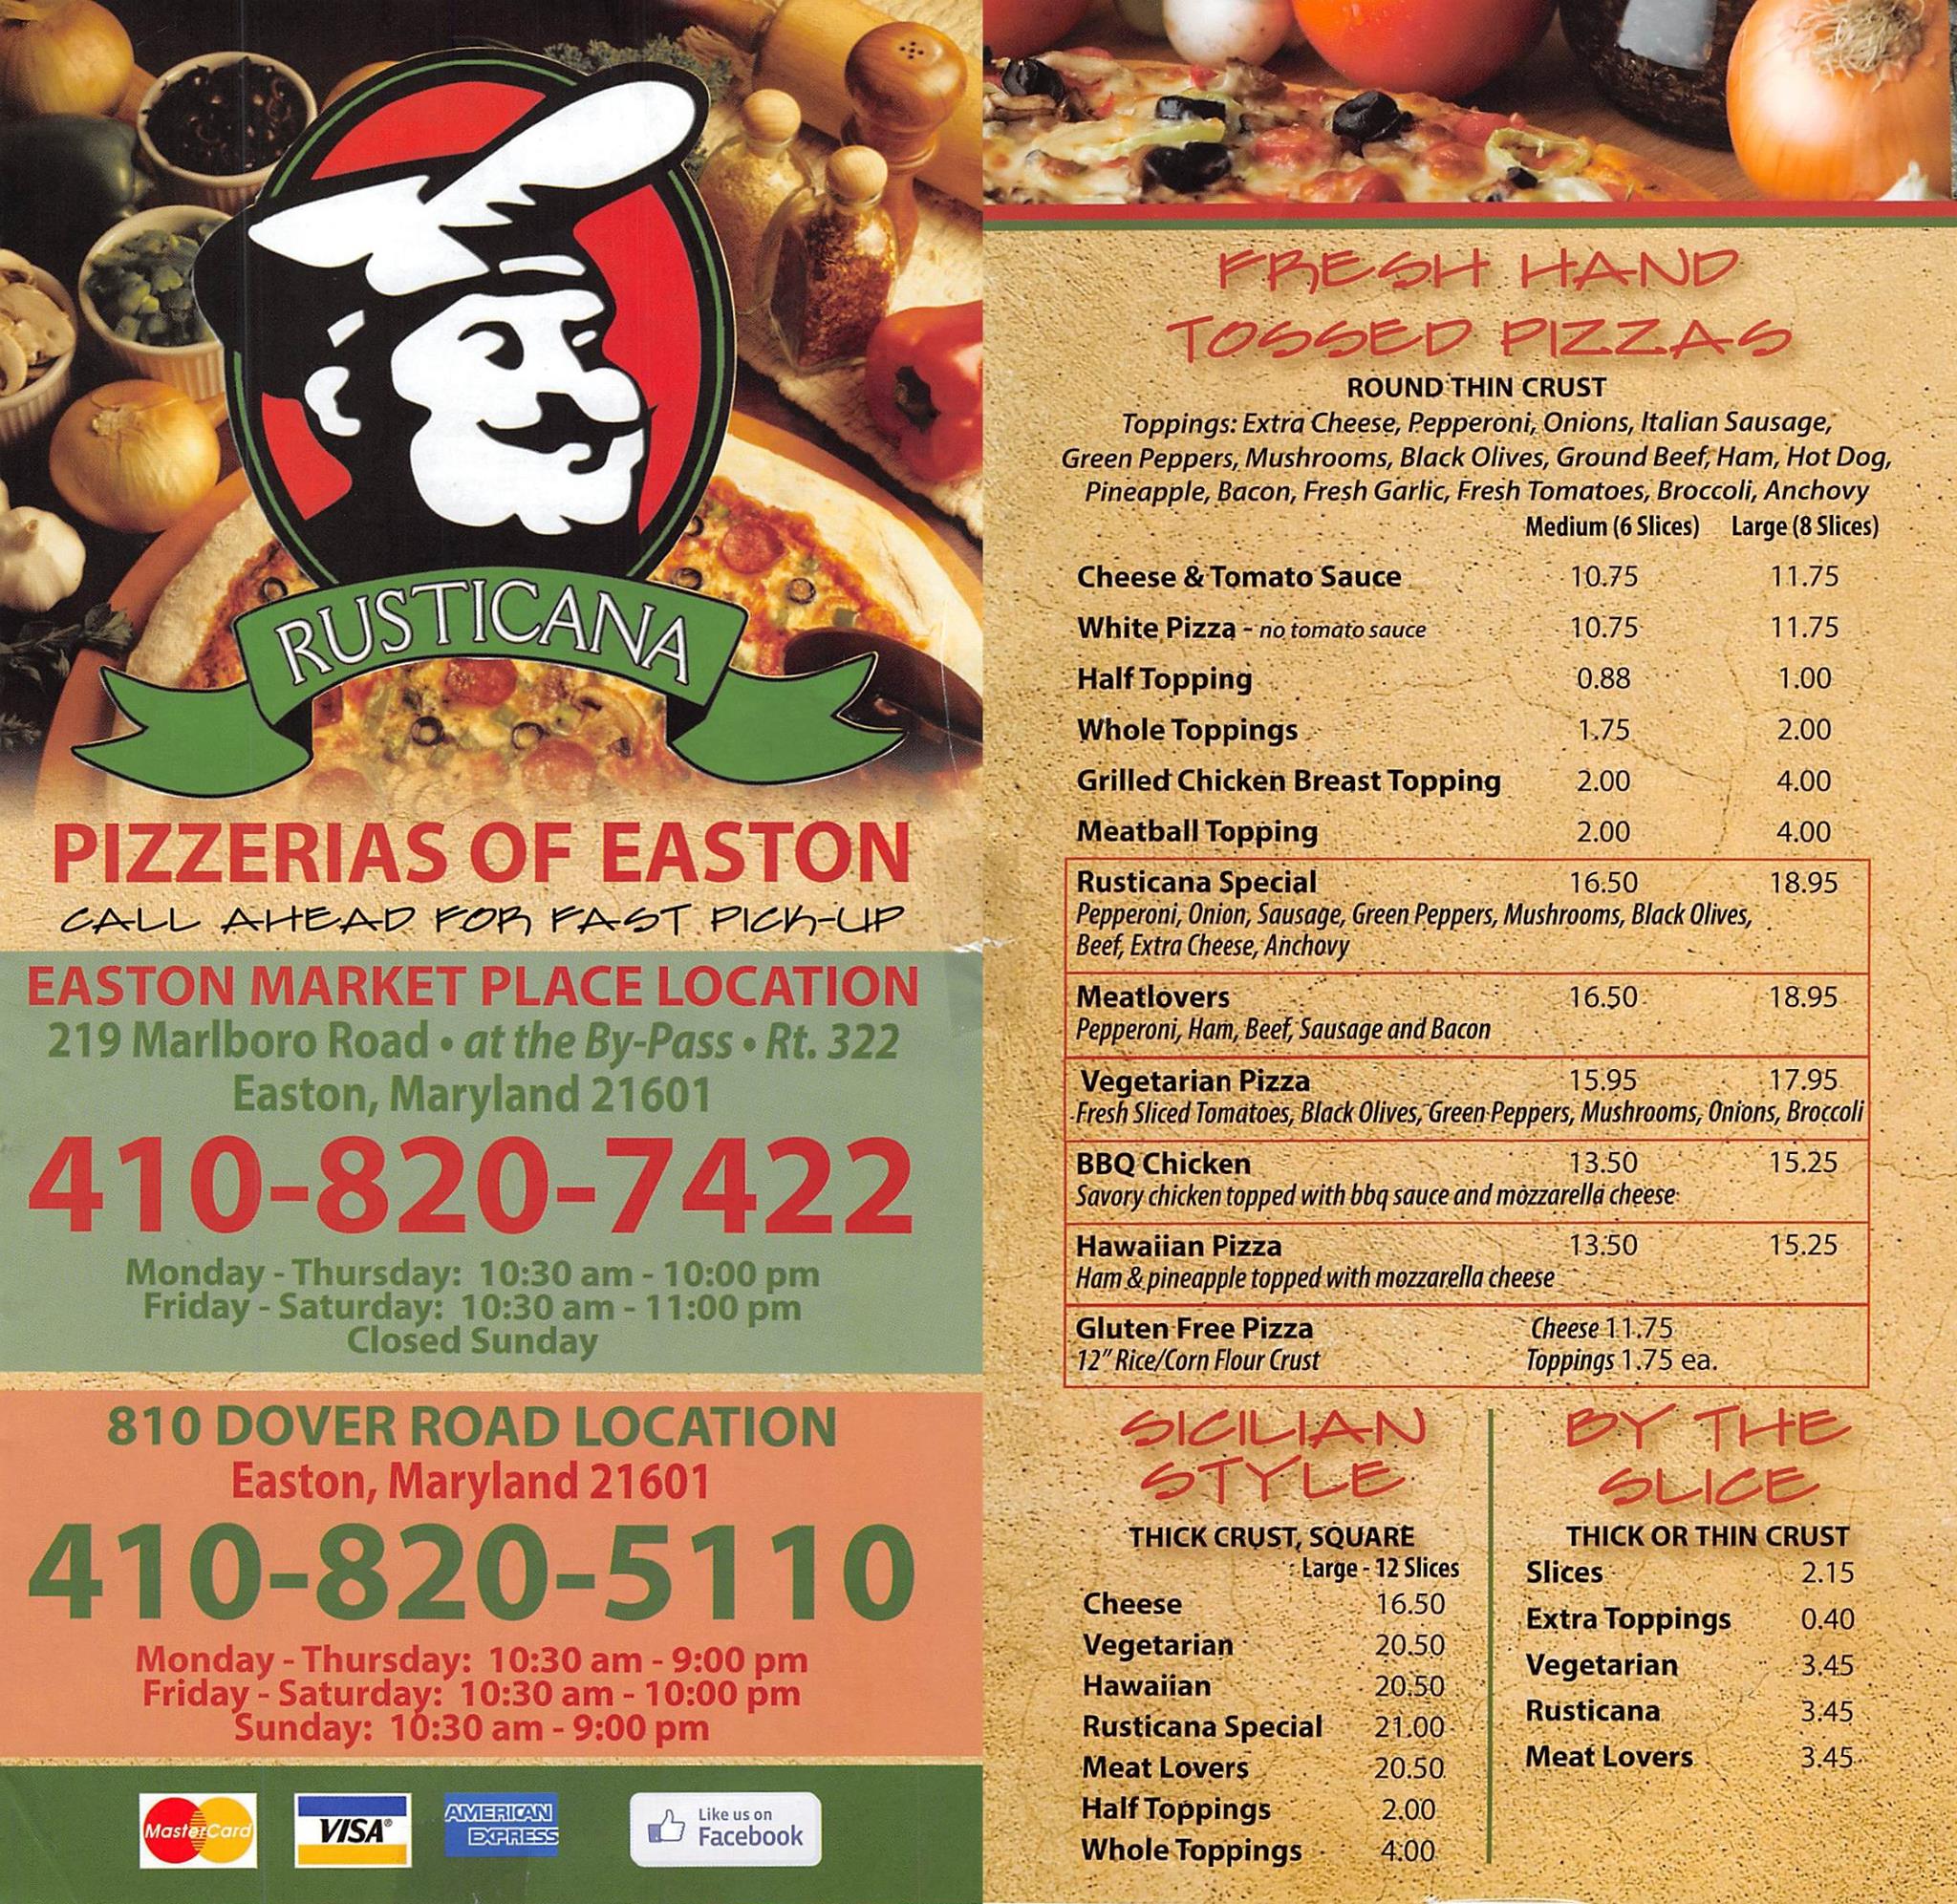 RUSTICANA
PIZZERIAS OF EASTON
CALL AHEAD FOR FAST PICK-UP
EASTON MARKET PLACE LOCATION
219 Marlboro Road • at the By-Pass • Rt. 322
Easton, Maryland 21601
410-820-7422
Monday - Thursday: 10:30 am - 10:00 pm
Friday - Saturday: 10:30 am - 11:00 pm
Closed Sunday
810 DOVER ROAD LOCATION
Easton, Maryland 21601
410-820-5110
Monday - Thursday: 10:30 am - 9:00 pm
Friday - Saturday: 10:30 am - 10:00 pm
Sunday: 10:30 am - 9:00 pm
MasterCard
VISA®
AMERICAN
EXPRESS
Like us on
Facebook
FRESH HAND
TOSSED PIZZAS
ROUND THIN CRUST
Toppings: Extra Cheese, Pepperoni, Onions, Italian Sausage,
Green Peppers, Mushrooms, Black Olives, Ground Beef, Ham, Hot Dog,
Pineapple, Bacon, Fresh Garlic, Fresh Tomatoes, Broccoli, Anchovy
Medium (6 Slices) Large (8 Slices)
Cheese & Tomato Sauce 10.75 11.75
White Pizza - no tomato sauce 10.75 11.75
Half Topping 0.88 1.00
Whole Toppings 1.75 2.00
Grilled Chicken Breast Topping 2.00 4.00
Meatball Topping 2.00 4.00
Rusticana Special 16.50 18.95
Pepperoni, Onion, Sausage, Green Peppers, Mushrooms, Black Olives,
Beef, Extra Cheese, Anchovy
Meatlovers 16.50 18.95
Pepperoni, Ham, Beef, Sausage and Bacon
Vegetarian Pizza 15.95 17.95
Fresh Sliced Tomatoes, Black Olives, Green Peppers, Mushrooms, Onions, Broccoli
BBQ Chicken 13.50 15.25
Savory chicken topped with bbq sauce and mozzarella cheese
Hawaiian Pizza 13.50 15.25
Ham & pineapple topped with mozzarella cheese
Gluten Free Pizza Cheese 11.75
12" Rice/Corn Flour Crust Toppings 1.75 ea.
SICILIAN
STYLE
THICK CRUST, SQUARE
Large - 12 Slices
Cheese 16.50
Vegetarian 20.50
Hawaiian 20.50
Rusticana Special 21.00
Meat Lovers 20.50
Half Toppings 2.00
Whole Toppings 4.00
BY THE
SLICE
THICK OR THIN CRUST
Slices 2.15
Extra Toppings 0.40
Vegetarian 3.45
Rusticana 3.45
Meat Lovers 3.45